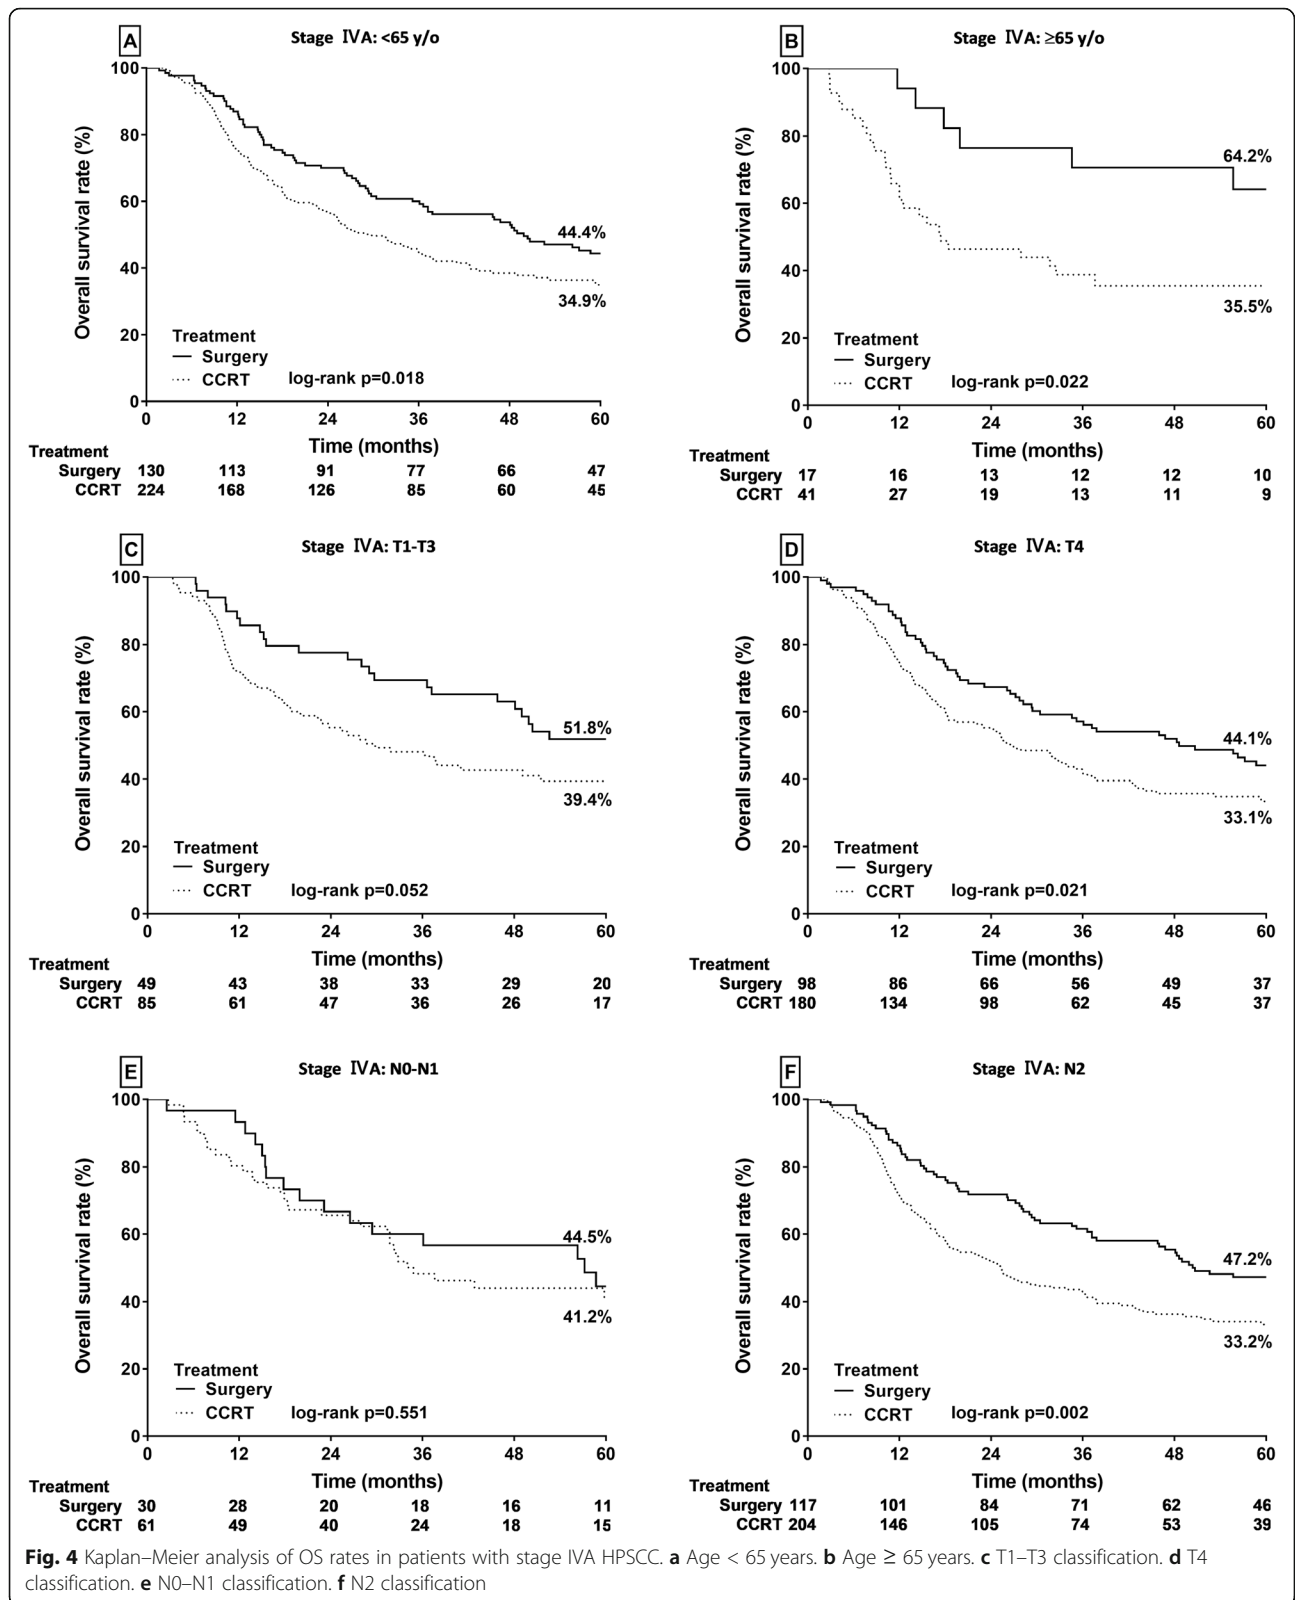 A Stage IVA: <65 y/o
100
80
60
40
20
0
Overall survival rate (%)
44.4%
34.9%
Treatment
Surgery
CCRT log-rank p=0.018
0 12 24 36 48 60
Time (months)
Treatment
Surgery 130 113 91 77 66 47
CCRT 224 168 126 85 60 45
B Stage IVA: ≥65 y/o
100
80
60
40
20
0
Overall survival rate (%)
64.2%
35.5%
Treatment
Surgery
CCRT log-rank p=0.022
0 12 24 36 48 60
Time (months)
Treatment
Surgery 17 16 13 12 12 10
CCRT 41 27 19 13 11 9
C Stage IVA: T1-T3
100
80
60
40
20
0
Overall survival rate (%)
51.8%
39.4%
Treatment
Surgery
CCRT log-rank p=0.052
0 12 24 36 48 60
Time (months)
Treatment
Surgery 49 43 38 33 29 20
CCRT 85 61 47 36 26 17
D Stage IVA: T4
100
80
60
40
20
0
Overall survival rate (%)
44.1%
33.1%
Treatment
Surgery
CCRT log-rank p=0.021
0 12 24 36 48 60
Time (months)
Treatment
Surgery 98 86 66 56 49 37
CCRT 180 134 98 62 45 37
E Stage IVA: N0-N1
100
80
60
40
20
0
Overall survival rate (%)
44.5%
41.2%
Treatment
Surgery
CCRT log-rank p=0.551
0 12 24 36 48 60
Time (months)
Treatment
Surgery 30 28 20 18 16 11
CCRT 61 49 40 24 18 15
F Stage IVA: N2
100
80
60
40
20
0
Overall survival rate (%)
47.2%
33.2%
Treatment
Surgery
CCRT log-rank p=0.002
0 12 24 36 48 60
Time (months)
Treatment
Surgery 117 101 84 71 62 46
CCRT 204 146 105 74 53 39
Fig. 4 Kaplan–Meier analysis of OS rates in patients with stage IVA HPSCC. a Age < 65 years. b Age ≥ 65 years. c T1–T3 classification. d T4
classification. e N0–N1 classification. f N2 classification